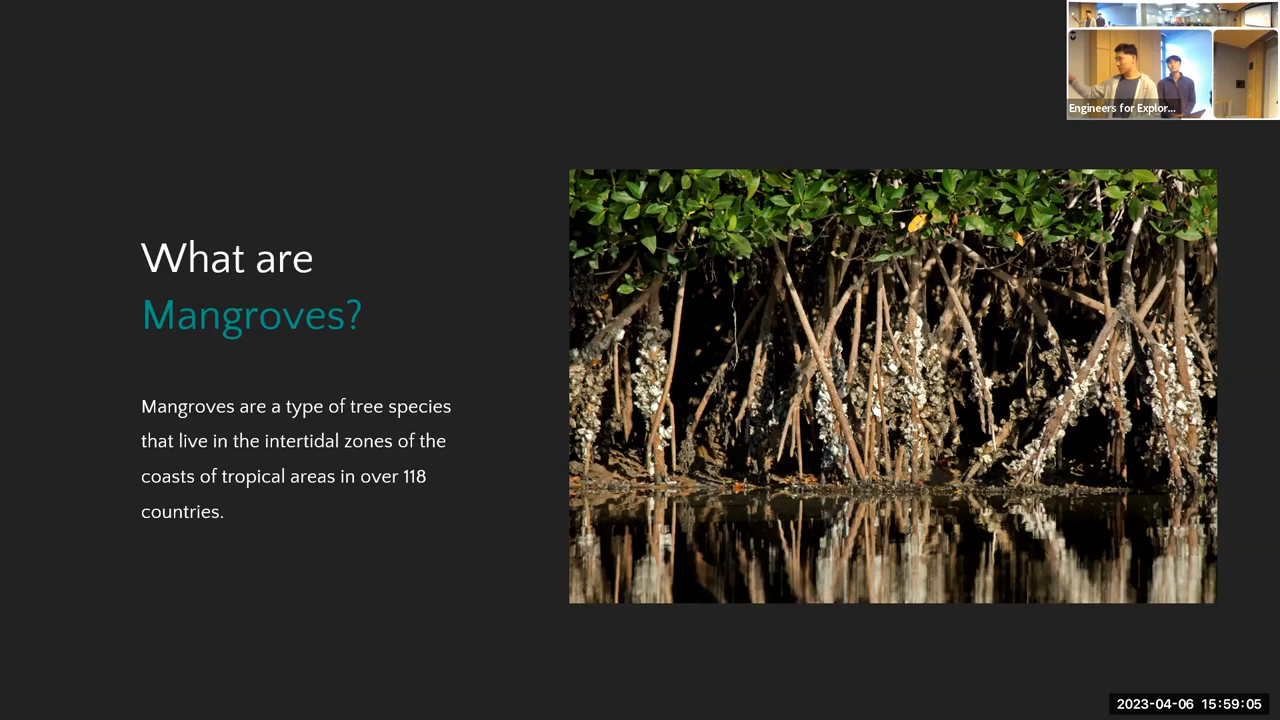 Engineers for Explor...
What are
Mangroves?
Mangroves are a type of tree species
that live in the intertidal zones of the
coasts of tropical areas in over 118
countries.
2023-04-06 15:59:05